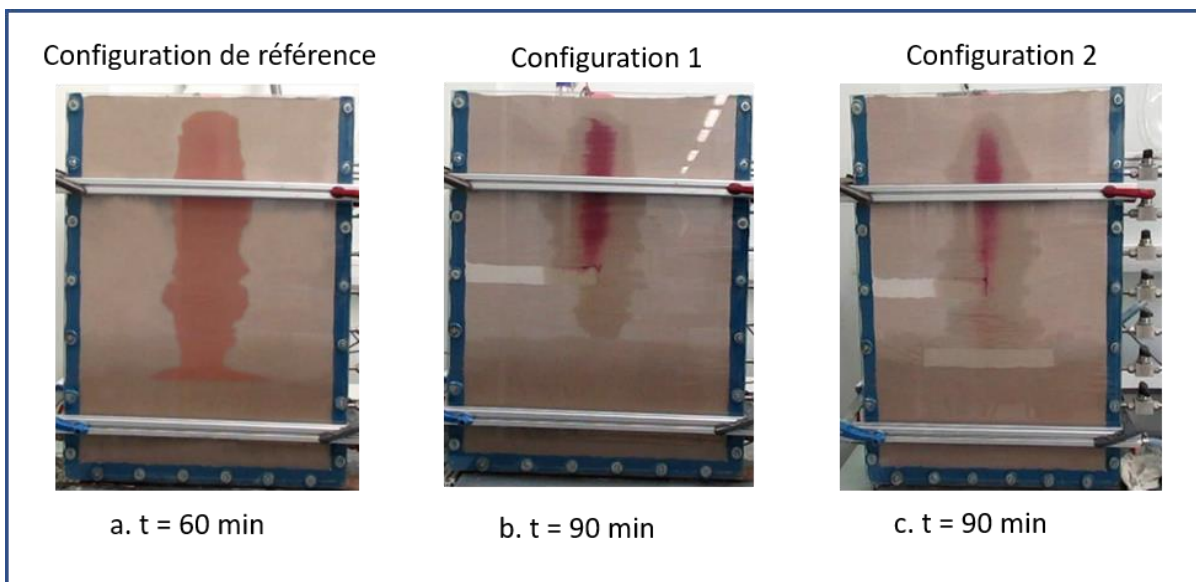 Configuration de référence
Configuration 1
Configuration 2
a. t = 60 min
b. t = 90 min
c. t = 90 min